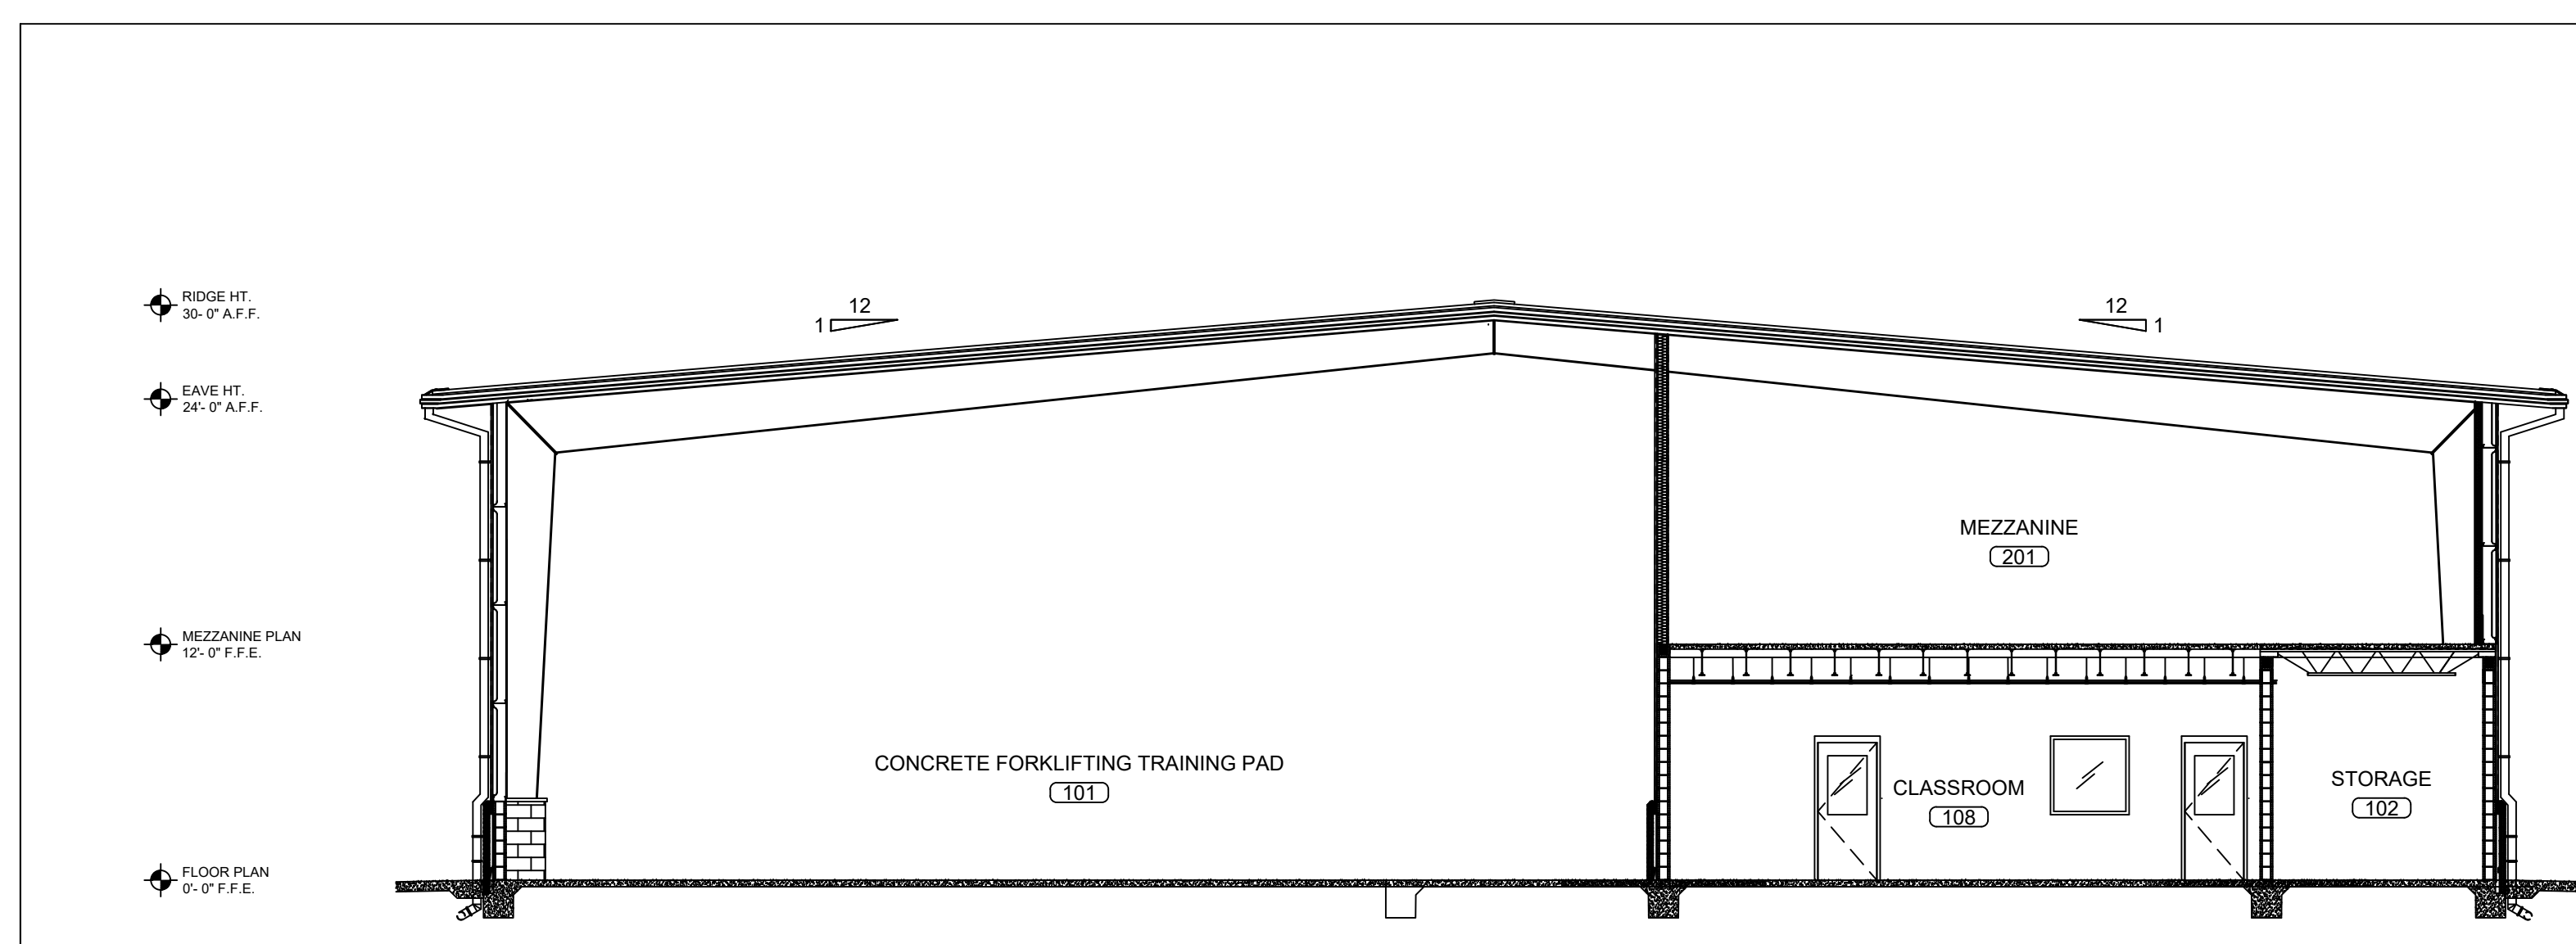 RIDGE HT.
30- 0" A.F.F.
12
1
12
1
EAVE HT.
24'- 0" A.F.F.
MEZZANINE
201
MEZZANINE PLAN
12'- 0" F.F.E.
CONCRETE FORKLIFTING TRAINING PAD
101
CLASSROOM
108
STORAGE
102
FLOOR PLAN
0'- 0" F.F.E.